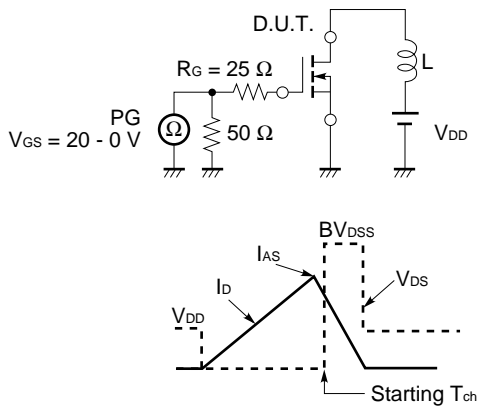 D.U.T.
RG = 25 Ω
L
PG
VGS = 20 - 0 V
Ω
50 Ω
VDD
BVDSS
IAS
ID
VDS
VDD
Starting Tch